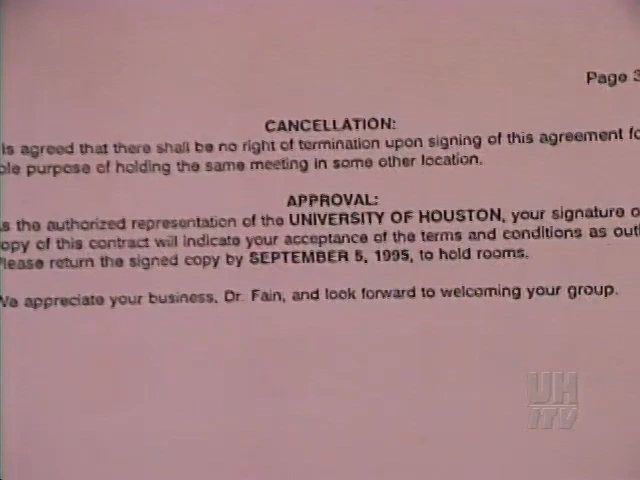 Page 3
CANCELLATION:
is agreed that there shall be no right of termination upon signing of this agreement fo
ole purpose of holding the same meeting in some other location.
APPROVAL:
s the authorized representation of the UNIVERSITY OF HOUSTON, your signature o
opy of this contract will indicate your acceptance of the terms and conditions as outl
Please return the signed copy by SEPTEMBER 5, 1995, to hold rooms.
We appreciate your business, Dr. Fain, and look forward to welcoming your group.
UH
ITV